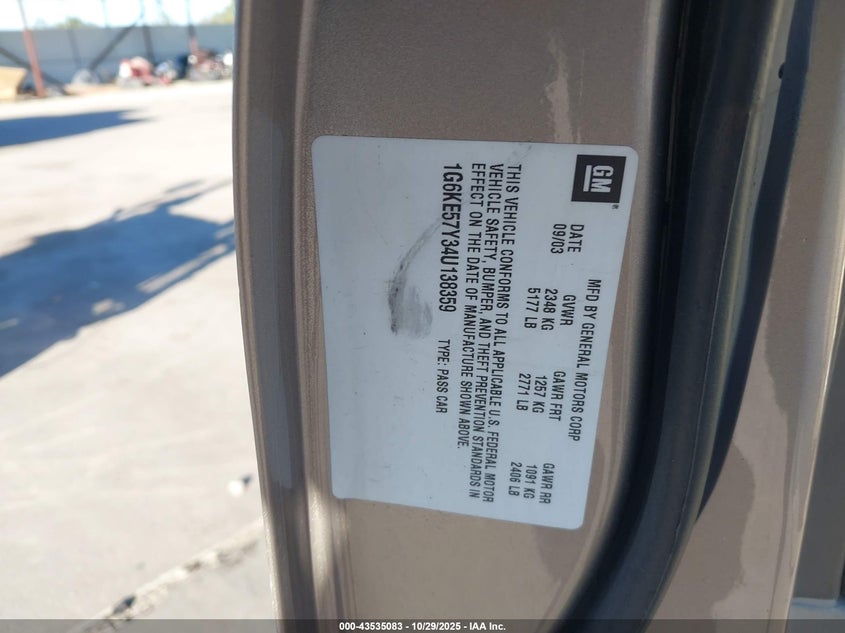 GM
MFD BY GENERAL MOTORS CORP
DATE GVWR GAWR FRT GAWR RR
09/03 2348 KG 1257 KG 1091 KG
5177 LB 2771 LB 2406 LB
THIS VEHICLE CONFORMS TO ALL APPLICABLE U.S. FEDERAL MOTOR
VEHICLE SAFETY, BUMPER, AND THEFT PREVENTION STANDARDS IN
EFFECT ON THE DATE OF MANUFACTURE SHOWN ABOVE.
1G6KE57Y34U138359 TYPE: PASS CAR
000-43535083 - 10/29/2025 - IAA Inc.